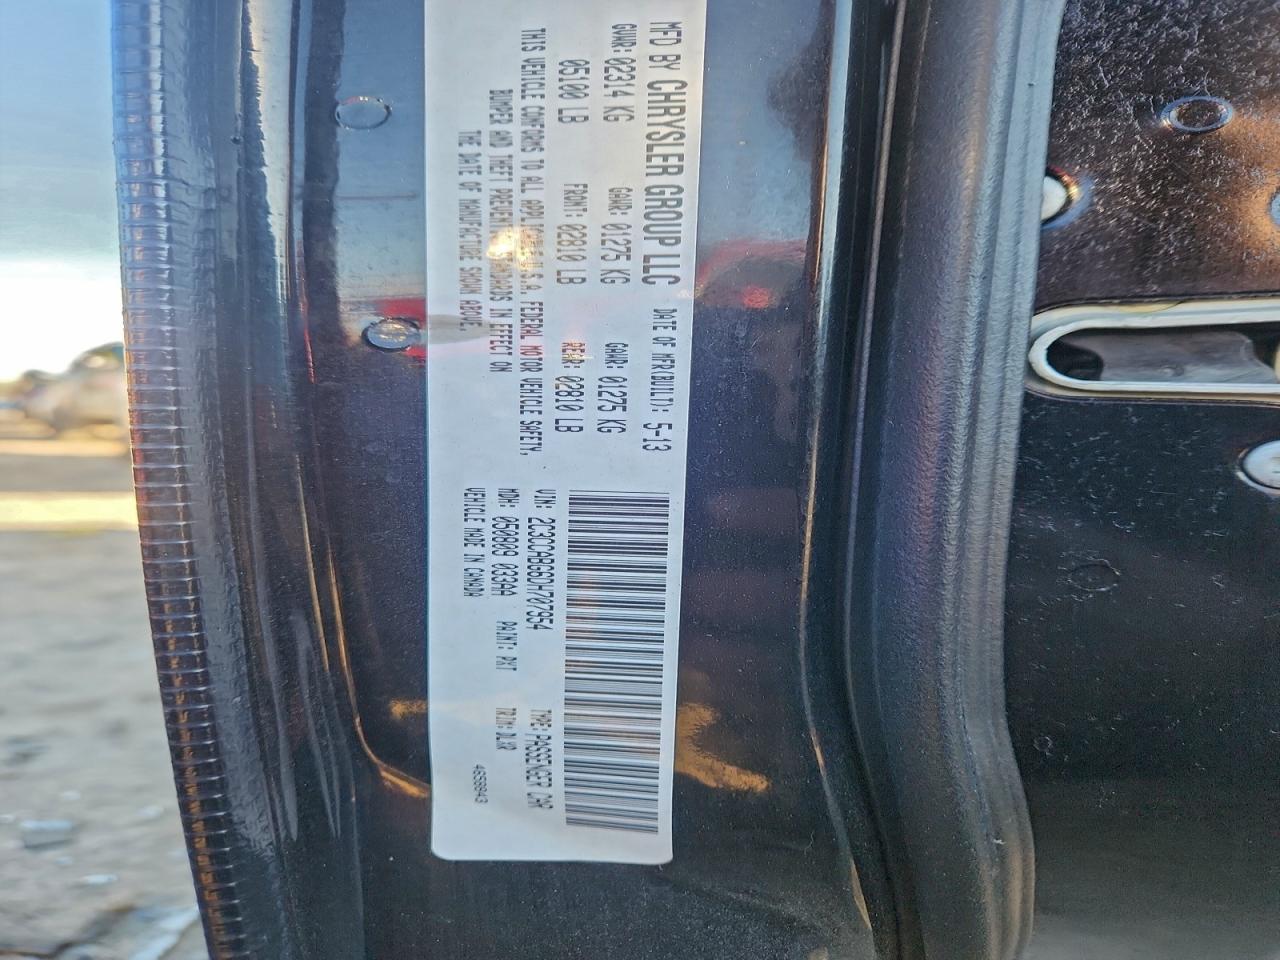 MFD BY CHRYSLER GROUP LLC
DATE OF MFR(BUILT): 5-13
GVWR: 02314 KG
GAWR: 01275 KG
GAWR: 01275 KG
05100 LB
FRONT: 02810 LB
REAR: 02810 LB
THIS VEHICLE CONFORMS TO ALL APPLICABLE U.S.A. FEDERAL MOTOR VEHICLE SAFETY,
BUMPER AND THEFT PREVENTION STANDARDS IN EFFECT ON
THE DATE OF MANUFACTURE SHOWN ABOVE.
VIN: 2C3CCABG6DH707954
TYPE: PASSENGER CAR
MDH: 050809 033AA
PAINT: PXT
TRIM: DLX8
VEHICLE MADE IN CANADA
4658843